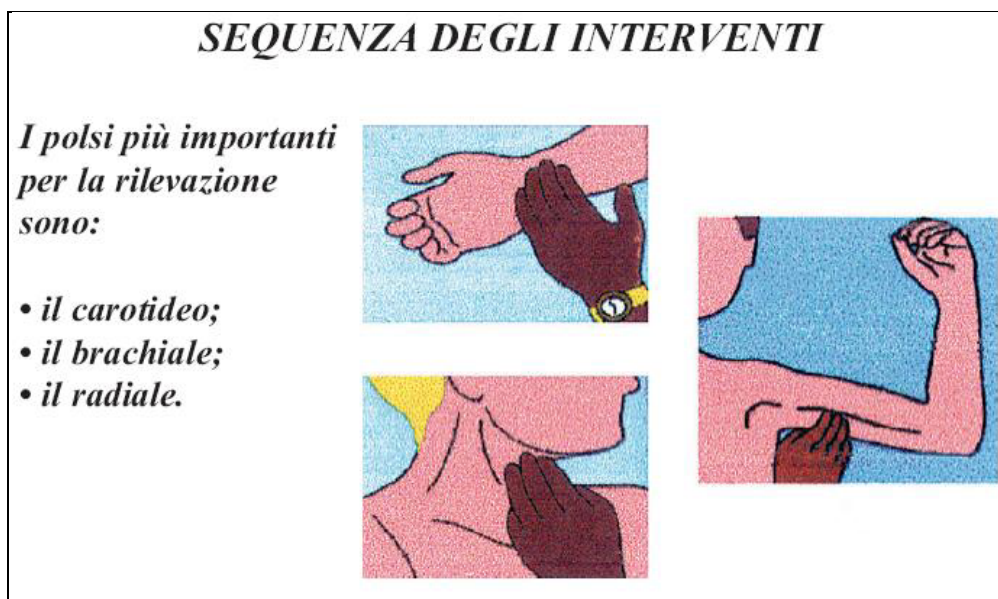 SEQUENZA DEGLI INTERVENTI
I polsi più importanti
per la rilevazione
sono:
• il carotideo;
• il brachiale;
• il radiale.